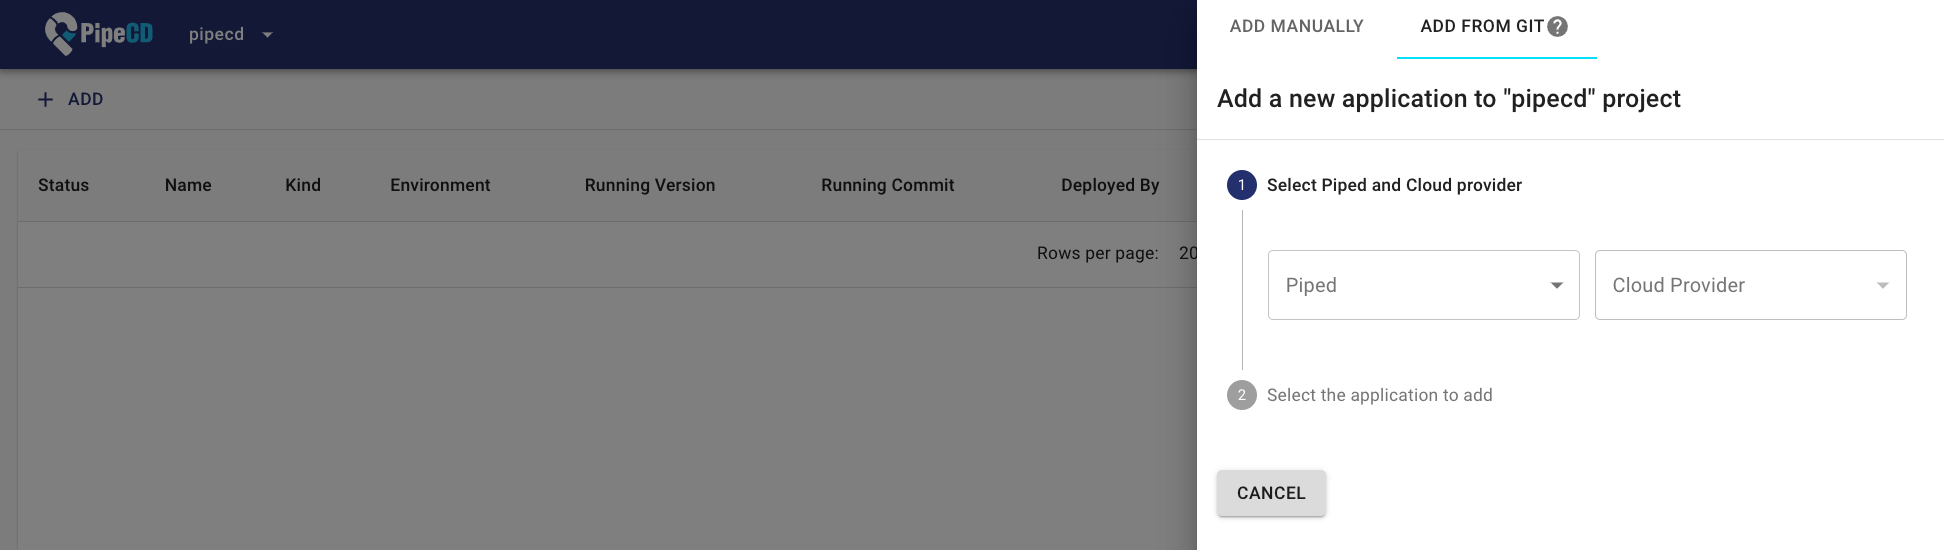 PipeCD pipecd
ADD
Status Name Kind Environment Running Version Running Commit Deployed By
Rows per page: 20
ADD MANUALLY ADD FROM GIT ?
Add a new application to "pipecd" project
1 Select Piped and Cloud provider
Piped Cloud Provider
2 Select the application to add
CANCEL